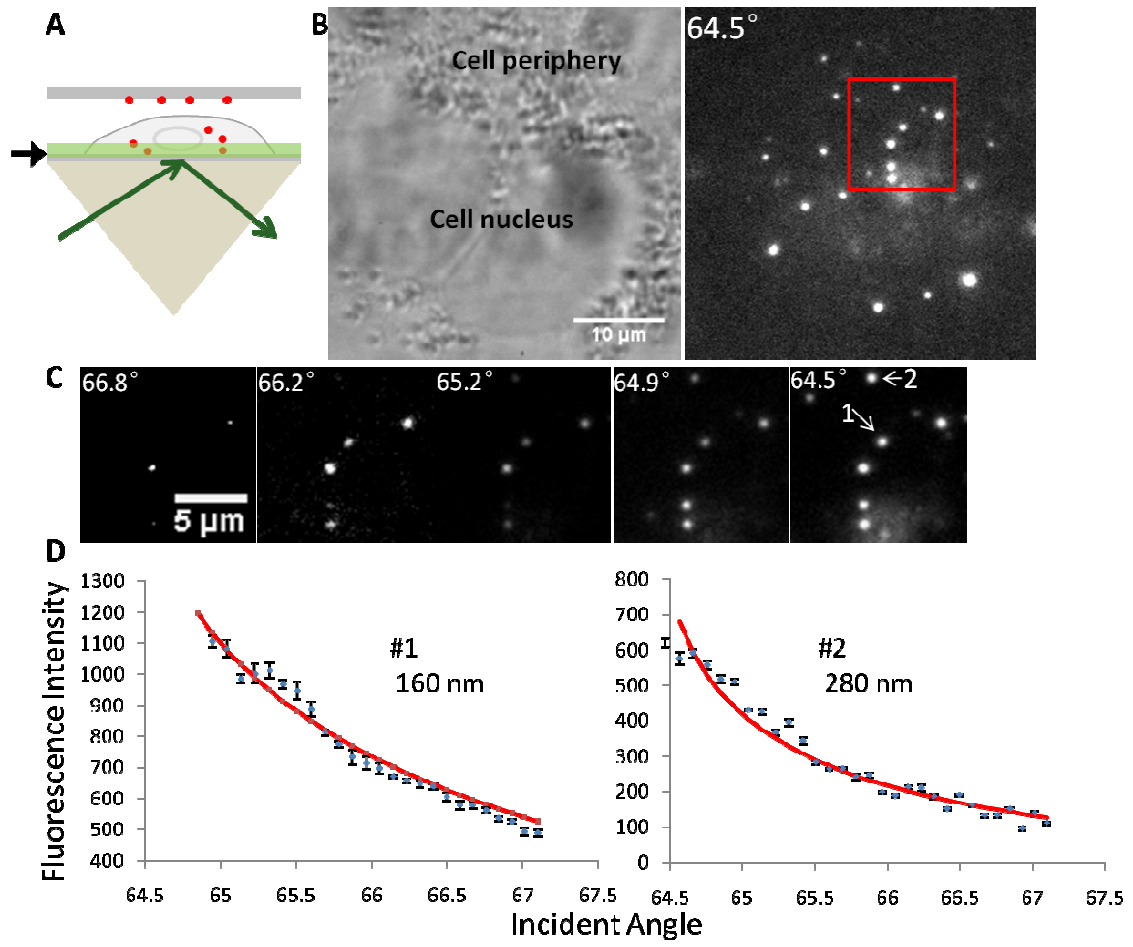 A
B
Cell periphery
Cell nucleus
10 µm
64.5°
C
66.8°
66.2°
65.2°
64.9°
64.5°
2
1
5 µm
D
Fluorescence Intensity
1300
1200
1100
1000
900
800
700
600
500
400
#1
160 nm
64.5 65 65.5 66 66.5 67 67.5
800
700
600
500
400
300
200
100
0
#2
280 nm
64.5 65 65.5 66 66.5 67 67.5
Incident Angle